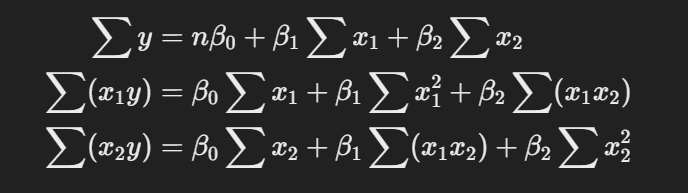 ∑y = nβ₀ + β₁∑x₁ + β₂∑x₂
∑(x₁y) = β₀∑x₁ + β₁∑x₁² + β₂∑(x₁x₂)
∑(x₂y) = β₀∑x₂ + β₁∑(x₁x₂) + β₂∑x₂²